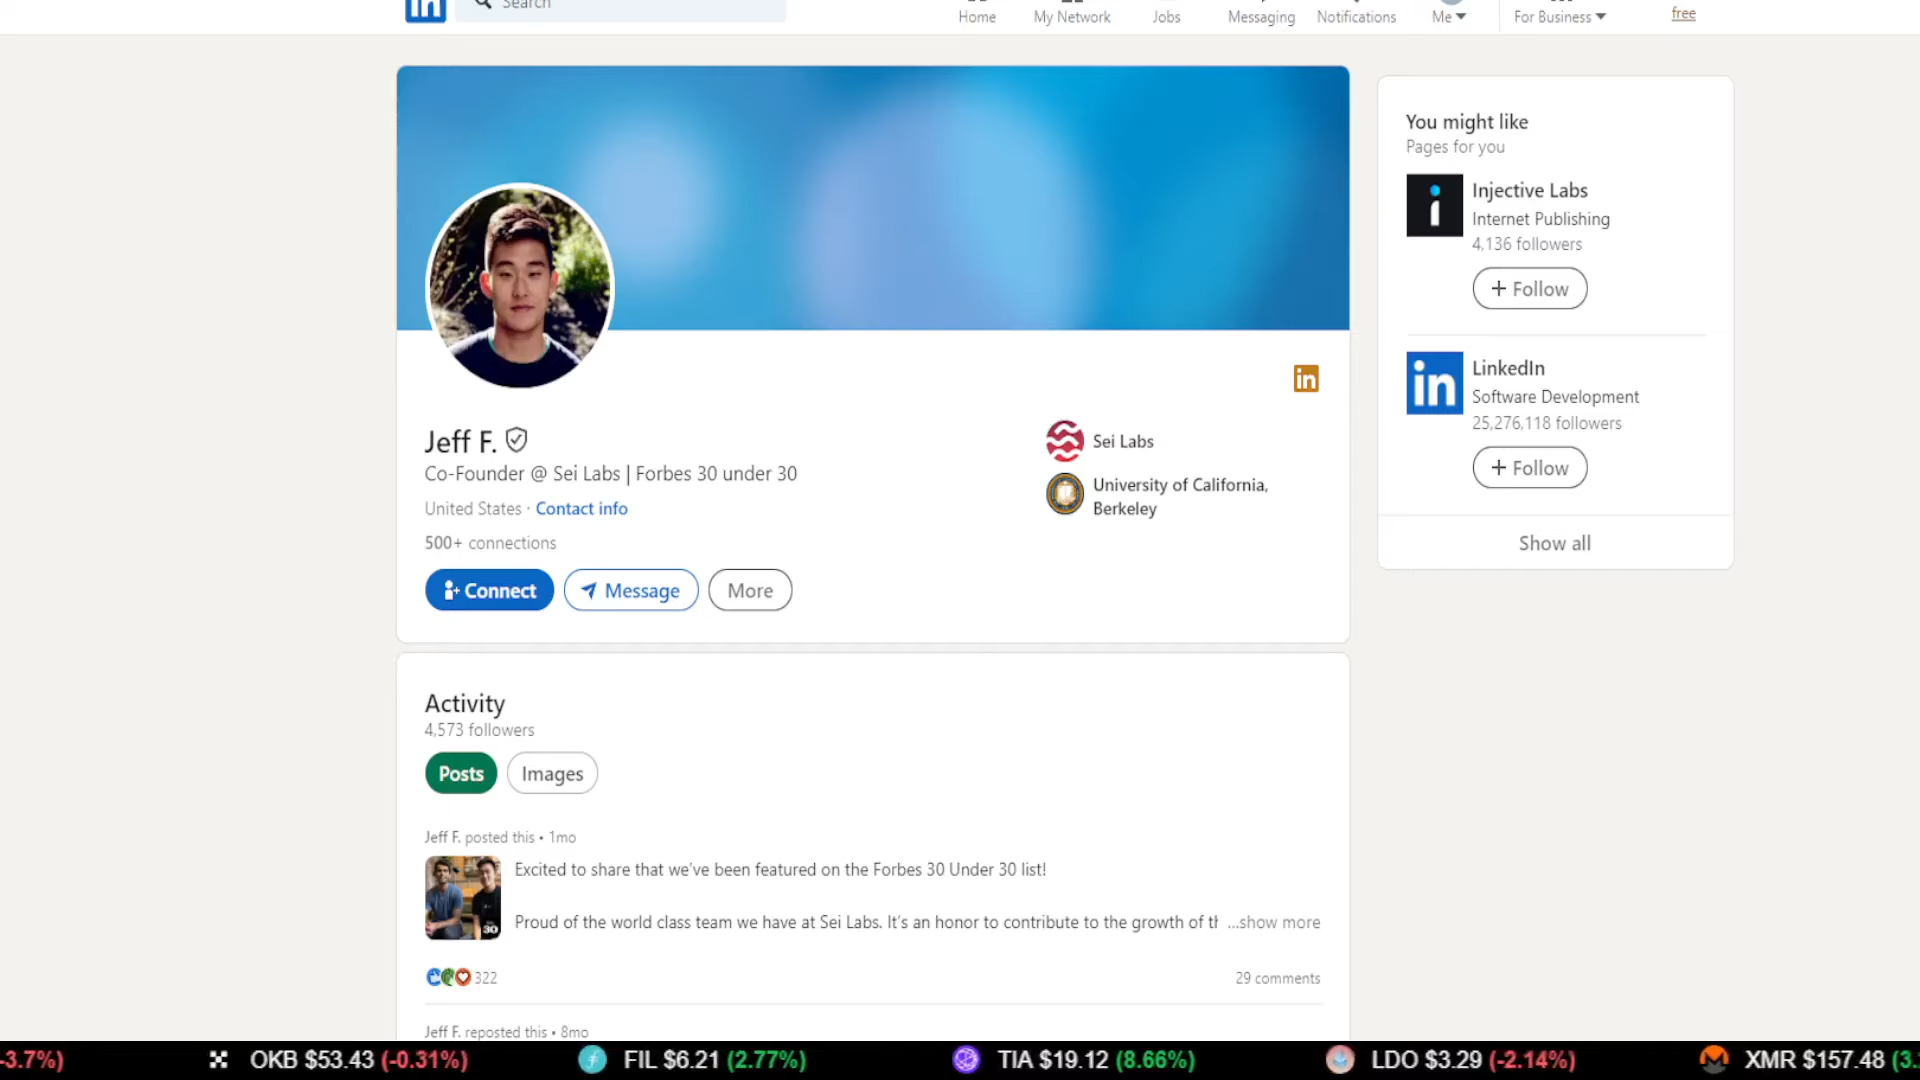 in Search
Home My Network Jobs Messaging Notifications Me For Business free
You might like
Pages for you
Injective Labs
Internet Publishing
4,136 followers
+ Follow
in
LinkedIn
Software Development
25,276,118 followers
+ Follow
Show all
in
Jeff F.
Co-Founder @ Sei Labs | Forbes 30 under 30
United States · Contact info
500+ connections
Connect Message More
Sei Labs
University of California,
Berkeley
Activity
4,573 followers
Posts Images
Jeff F. posted this • 1mo
Excited to share that we've been featured on the Forbes 30 Under 30 list!
30
Proud of the world class team we have at Sei Labs. It's an honor to contribute to the growth of th ...show more
322 29 comments
Jeff F. reposted this • 8mo
-3.7%) OKB $53.43 (-0.31%) FIL $6.21 (2.77%) TIA $19.12 (8.66%) LDO $3.29 (-2.14%) XMR $157.48 (3.